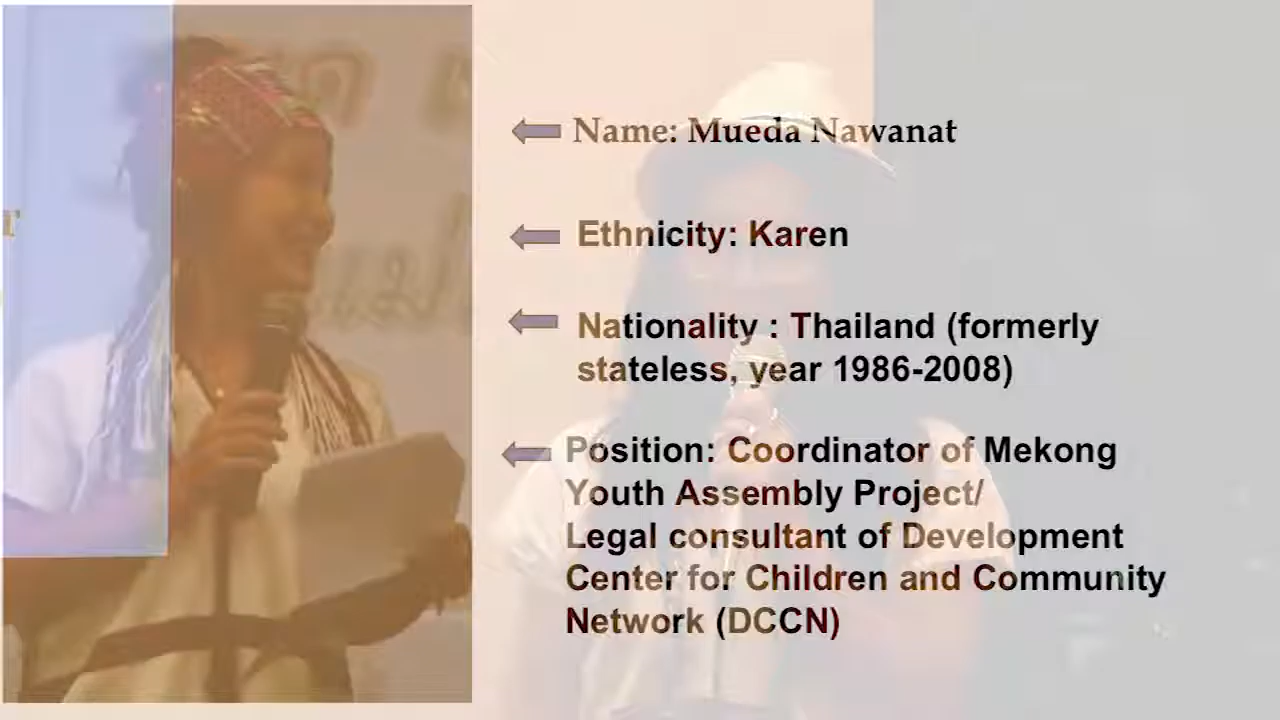 Name: Mueda Nawanat
Ethnicity: Karen
Nationality : Thailand (formerly
stateless, year 1986-2008)
Position: Coordinator of Mekong
Youth Assembly Project/
Legal consultant of Development
Center for Children and Community
Network (DCCN)